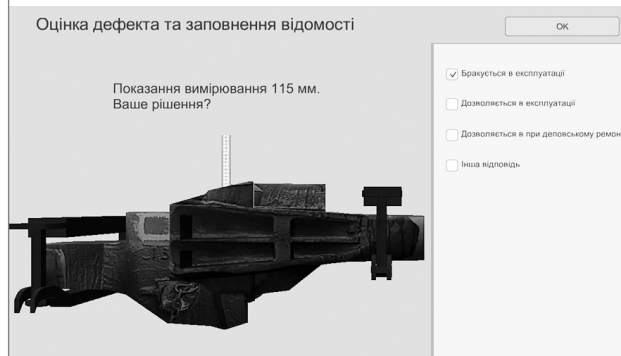 Оцінка дефекта та заповнення відомості
OK
Показання вимірювання 115 мм.
Ваше рішення?
Бракується в експлуатації
Дозволяється в експлуатації
Дозволяється в при деповському ремон
Інша відповідь